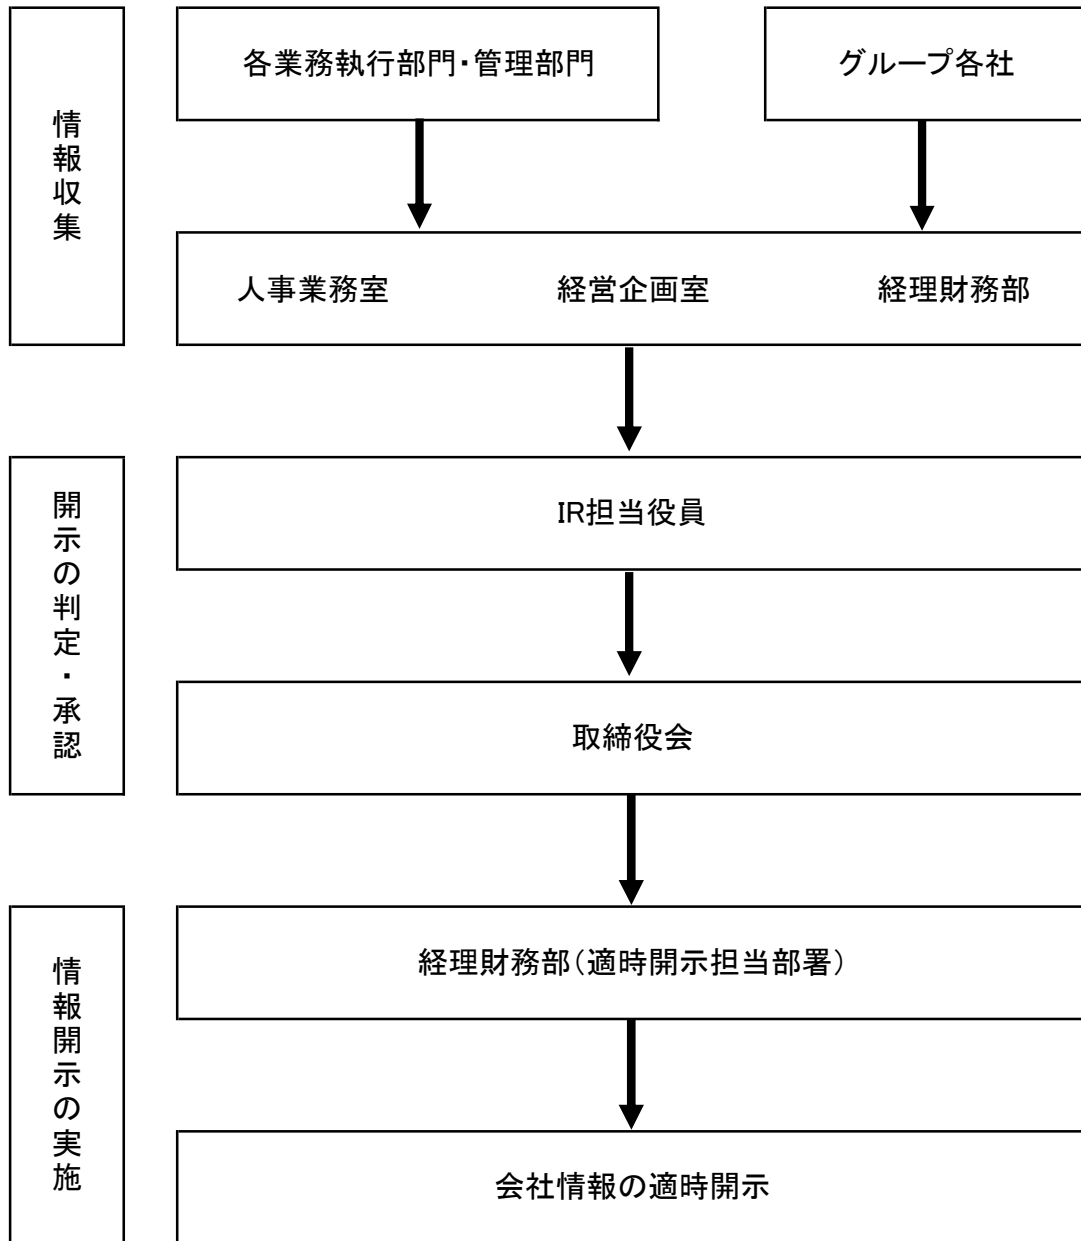 情報収集
各業務執行部門・管理部門
グループ各社
人事業務室
経営企画室
経理財務部
開示の判定・承認
IR担当役員
取締役会
情報開示の実施
経理財務部（適時開示担当部署）
会社情報の適時開示